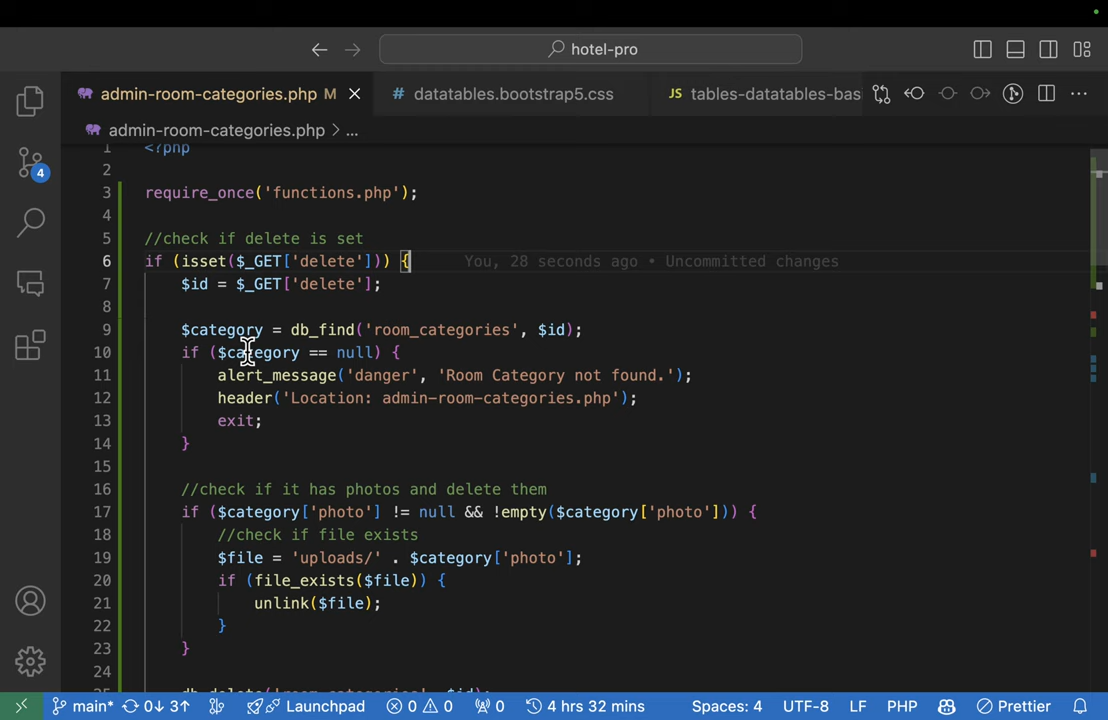 hotel-pro
admin-room-categories.php M
# datatables.bootstrap5.css
JS tables-datatables-bas
admin-room-categories.php > ...
4
1 <?php
2
3 require_once('functions.php');
4
5 //check if delete is set
6 if (isset($_GET['delete'])) { You, 28 seconds ago • Uncommitted changes
7 $id = $_GET['delete'];
8
9 $category = db_find('room_categories', $id);
10 if ($category == null) {
11 alert_message('danger', 'Room Category not found.');
12 header('Location: admin-room-categories.php');
13 exit;
14 }
15
16 //check if it has photos and delete them
17 if ($category['photo'] != null && !empty($category['photo'])) {
18 //check if file exists
19 $file = 'uploads/' . $category['photo'];
20 if (file_exists($file)) {
21 unlink($file);
22 }
23 }
24
25 db_delete('room_categories', $id);
main* 0↓ 3↑ Launchpad 0 0 0 4 hrs 32 mins Spaces: 4 UTF-8 LF PHP Prettier